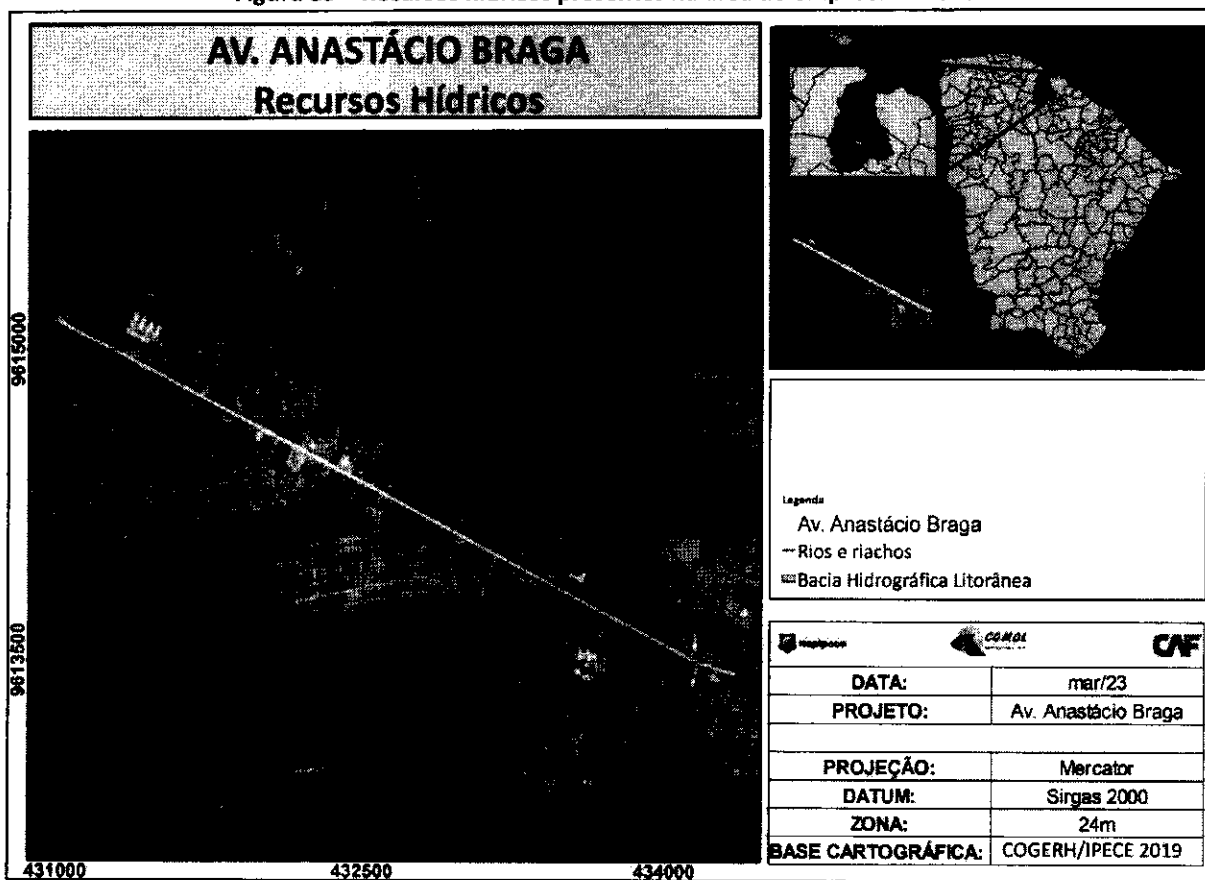 AV. ANASTÁCIO BRAGA
Recursos Hídricos
9615000
9613500
431000
432500
434000
Legenda
Av. Anastácio Braga
Rios e riachos
Bacia Hidrográfica Litorânea
CAF
DATA: mar/23
PROJETO: Av. Anastácio Braga
PROJEÇÃO: Mercator
DATUM: Sirgas 2000
ZONA: 24m
BASE CARTOGRÁFICA: COGERH/IPECE 2019